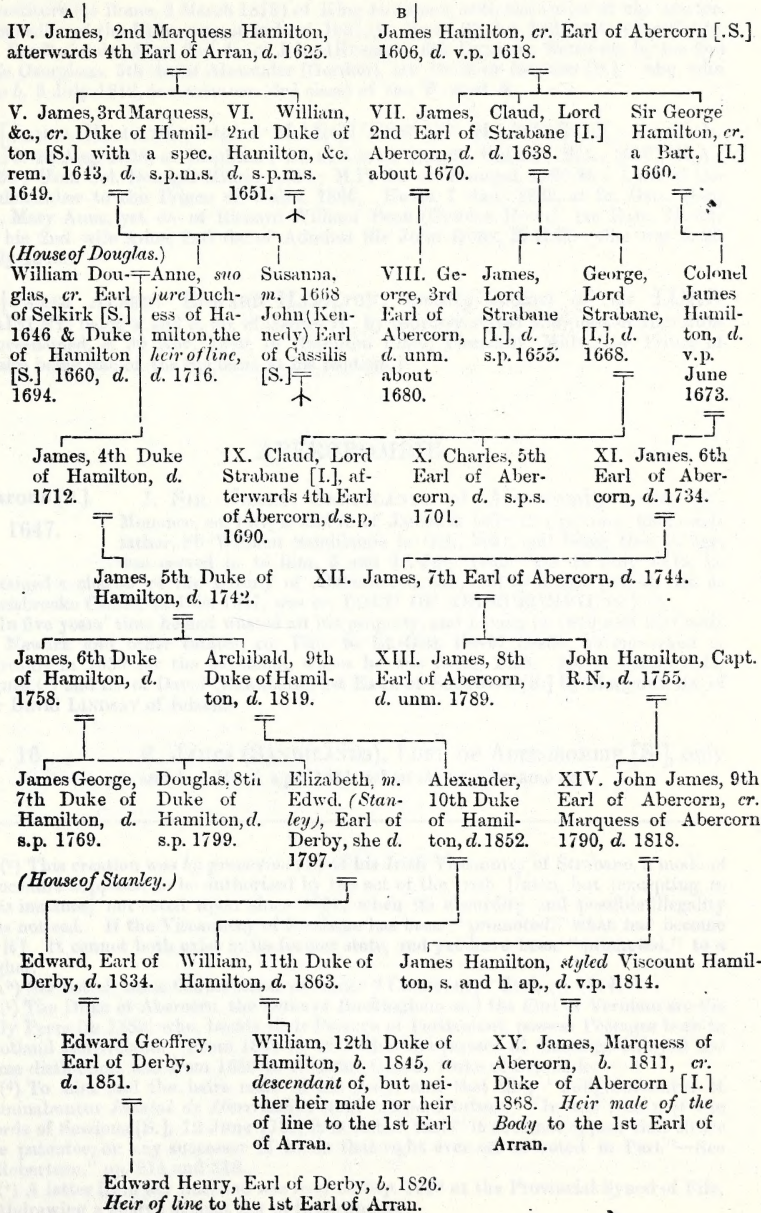 A
IV. James, 2nd Marquess Hamilton,
afterwards 4th Earl of Arran, d. 1625.
B
James Hamilton, cr. Earl of Abercorn [.S.]
1606, d. v.p. 1618.
V. James, 3rd Marquess,
&c., cr. Duke of Hamil-
ton [S.] with a spec.
rem. 1643, d. s.p.m.s.
1649.
VI. William,
2nd Duke of
Hamilton, &c.
d. s.p.m.s.
1651.
VII. James,
2nd Earl of
Abercorn, d.
about 1670.
Claud, Lord
Strabane [I.]
d. 1638.
Sir George
Hamilton, cr.
a Bart. [I.]
1660.
(House of Douglas.)
William Dou-
glas, cr. Earl
of Selkirk [S.]
1646 & Duke
of Hamilton
[S.] 1660, d.
1694.
Anne, suo
jure Duch-
ess of Ha-
milton, the
heir of line,
d. 1716.
Susanna,
m. 1668
John (Ken-
nedy) Earl
of Cassilis
[S.]
VIII. Ge-
orge, 3rd
Earl of
Abercorn,
d. unm.
about
1680.
James,
Lord
Strabane
[I.], d.
s.p. 1655.
George,
Lord
Strabane,
[I.], d.
1668.
Colonel
James
Hamil-
ton, d.
v.p.
June
1673.
James, 4th Duke
of Hamilton, d.
1712.
IX. Claud, Lord
Strabane [I.], af-
terwards 4th Earl
of Abercorn, d.s.p,
1690.
X. Charles, 5th
Earl of Aber-
corn, d. s.p.s.
1701.
XI. James, 6th
Earl of Aber-
corn, d. 1734.
James, 5th Duke of
Hamilton, d. 1742.
XII. James, 7th Earl of Abercorn, d. 1744.
James, 6th Duke
of Hamilton, d.
1758.
Archibald, 9th
Duke of Hamil-
ton, d. 1819.
XIII. James, 8th
Earl of Abercorn,
d. unm. 1789.
John Hamilton, Capt.
R.N., d. 1755.
James George,
7th Duke of
Hamilton, d.
s.p. 1769.
Douglas, 8th
Duke of
Hamilton, d.
s.p. 1799.
Elizabeth, m.
Edwd. (Stan-
ley), Earl of
Derby, she d.
1797.
Alexander,
10th Duke
of Hamil-
ton, d. 1852.
XIV. John James, 9th
Earl of Abercorn, cr.
Marquess of Abercorn
1790, d. 1818.
(House of Stanley.)
Edward, Earl of
Derby, d. 1834.
William, 11th Duke of
Hamilton, d. 1863.
James Hamilton, styled Viscount Hamil-
ton, s. and h. ap., d. v.p. 1814.
Edward Geoffrey,
Earl of Derby,
d. 1851.
William, 12th Duke of
Hamilton, b. 1845, a
descendant of, but nei-
ther heir male nor heir
of line to the 1st Earl
of Arran.
XV. James, Marquess of
Abercorn, b. 1811, cr.
Duke of Abercorn [I.]
1868. Heir male of the
Body to the 1st Earl of
Arran.
Edward Henry, Earl of Derby, b. 1826.
Heir of line to the 1st Earl of Arran.